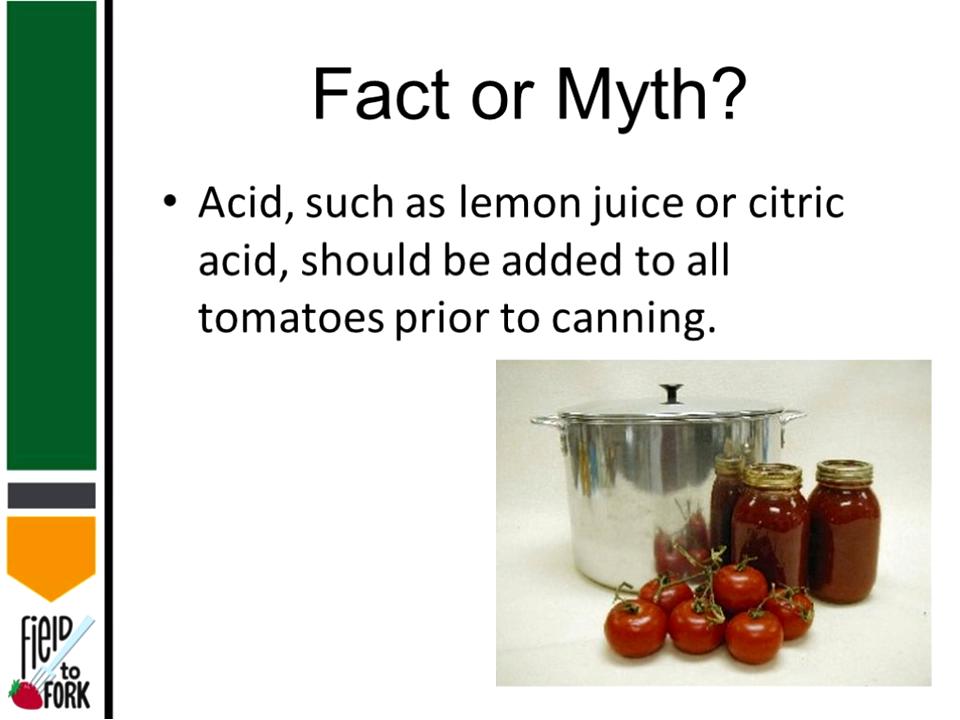 Fact or Myth?
• Acid, such as lemon juice or citric
acid, should be added to all
tomatoes prior to canning.
FiELD
to
FORK